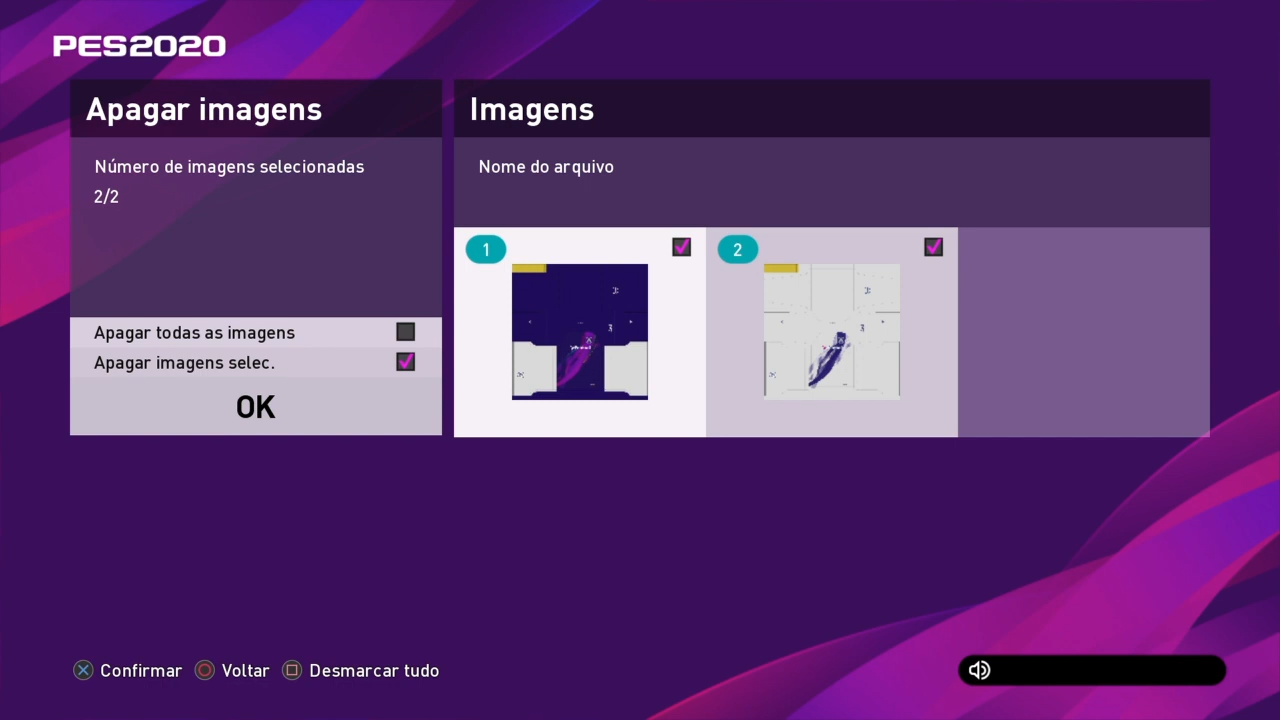 PES2020
Apagar imagens
Número de imagens selecionadas
2/2
Apagar todas as imagens
Apagar imagens selec.
OK
Imagens
Nome do arquivo
1
2
Confirmar
Voltar
Desmarcar tudo